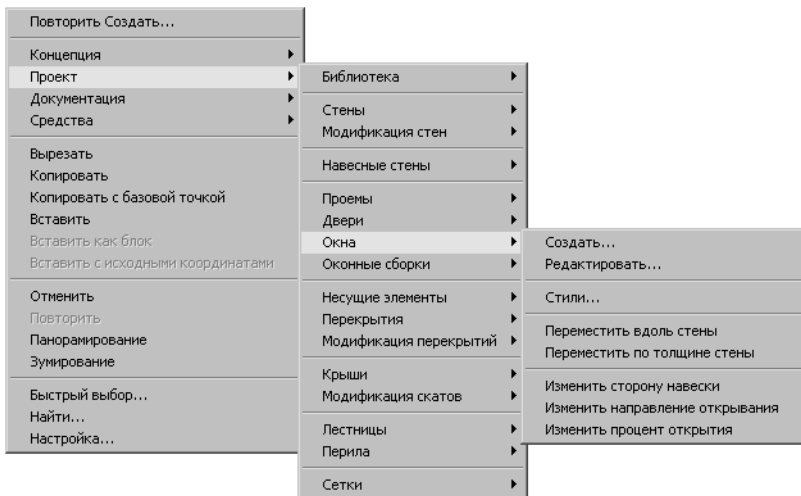 Повторить Создать...
Концепция
Проект
Документация
Средства
Вырезать
Копировать
Копировать с базовой точкой
Вставить
Вставить как блок
Вставить с исходными координатами
Отменить
Повторить
Панорамирование
Зумирование
Быстрый выбор...
Найти...
Настройка...
Библиотека
Стены
Модификация стен
Навесные стены
Проемы
Двери
Окна
Оконные сборки
Несущие элементы
Перекрытия
Модификация перекрытий
Крыши
Модификация скатов
Лестницы
Перила
Сетки
Создать...
Редактировать...
Стили...
Переместить вдоль стены
Переместить по толщине стены
Изменить сторону навески
Изменить направление открывания
Изменить процент открытия